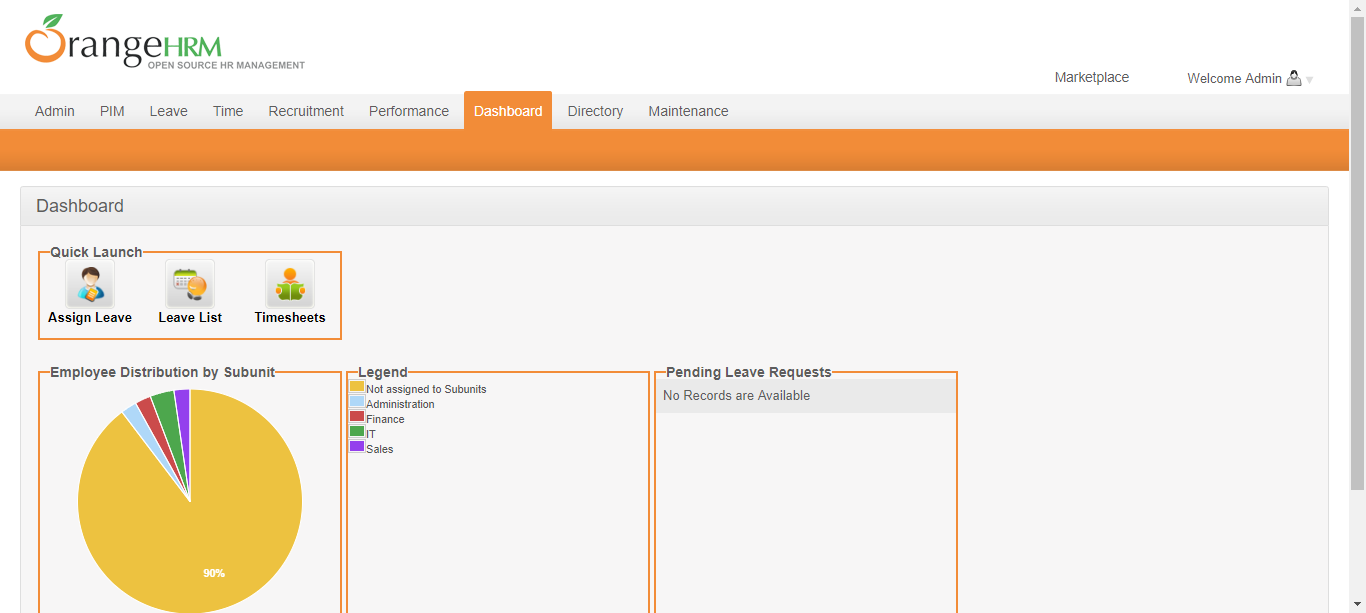 OrangeHRM
OPEN SOURCE HR MANAGEMENT
Marketplace
Welcome Admin
Admin PIM Leave Time Recruitment Performance Dashboard Directory Maintenance
Dashboard
Quick Launch
Assign Leave Leave List Timesheets
Employee Distribution by Subunit
90%
Legend
Not assigned to Subunits
Administration
Finance
IT
Sales
Pending Leave Requests
No Records are Available